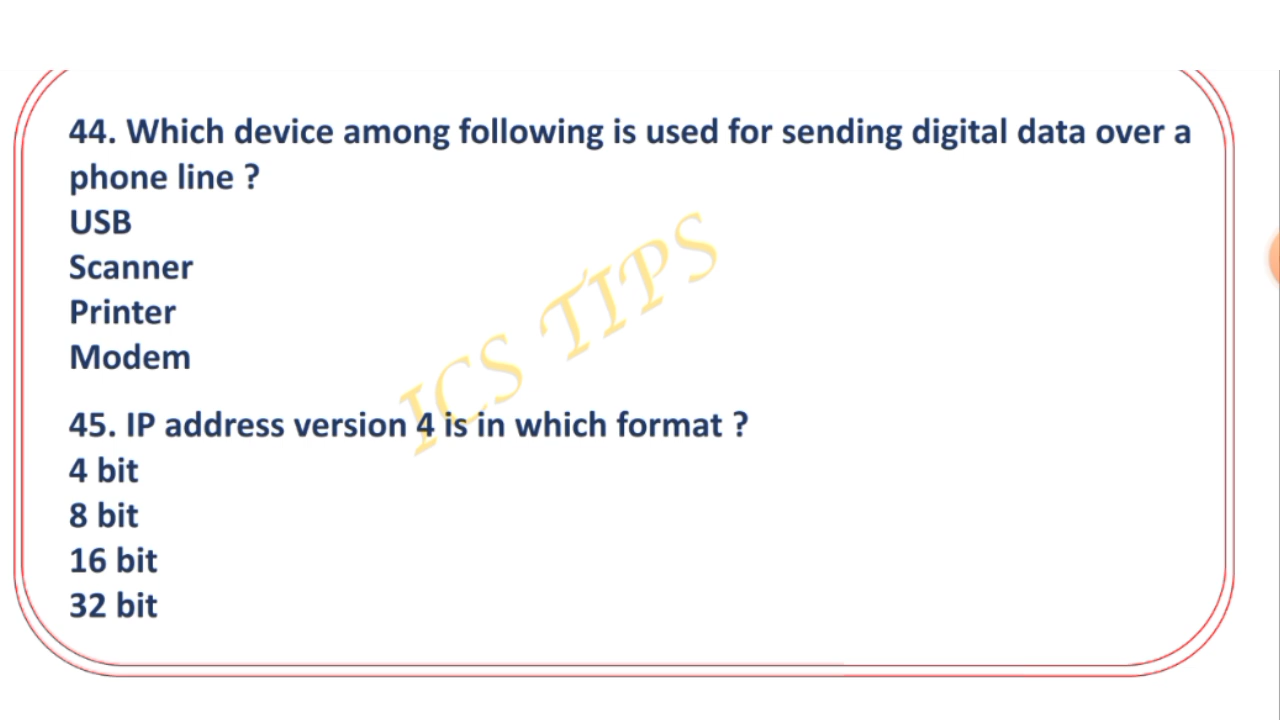 44. Which device among following is used for sending digital data over a
phone line ?
USB
Scanner
Printer
Modem
ICS TIPS
45. IP address version 4 is in which format ?
4 bit
8 bit
16 bit
32 bit